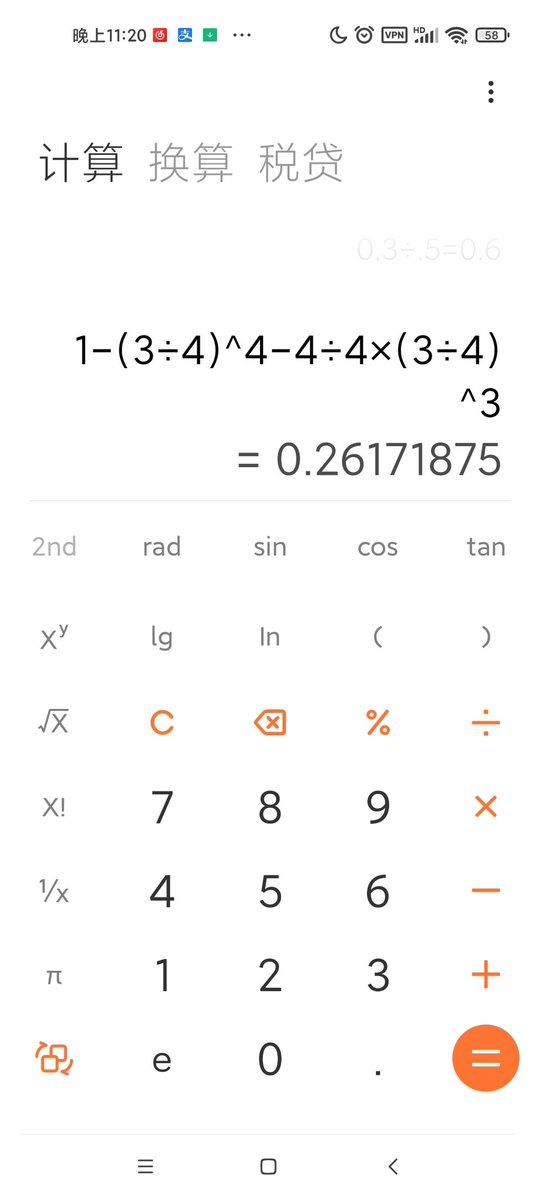 晚上11:20 ... VPN HD 58
计算 换算 税贷
0.3÷.5=0.6
1−(3÷4)^4−4÷4×(3÷4)
^3
= 0.26171875
2nd rad sin cos tan
Xʸ lg ln ( )
√X C % ÷
X! 7 8 9 ×
¹/x 4 5 6 −
π 1 2 3 +
e 0 . =